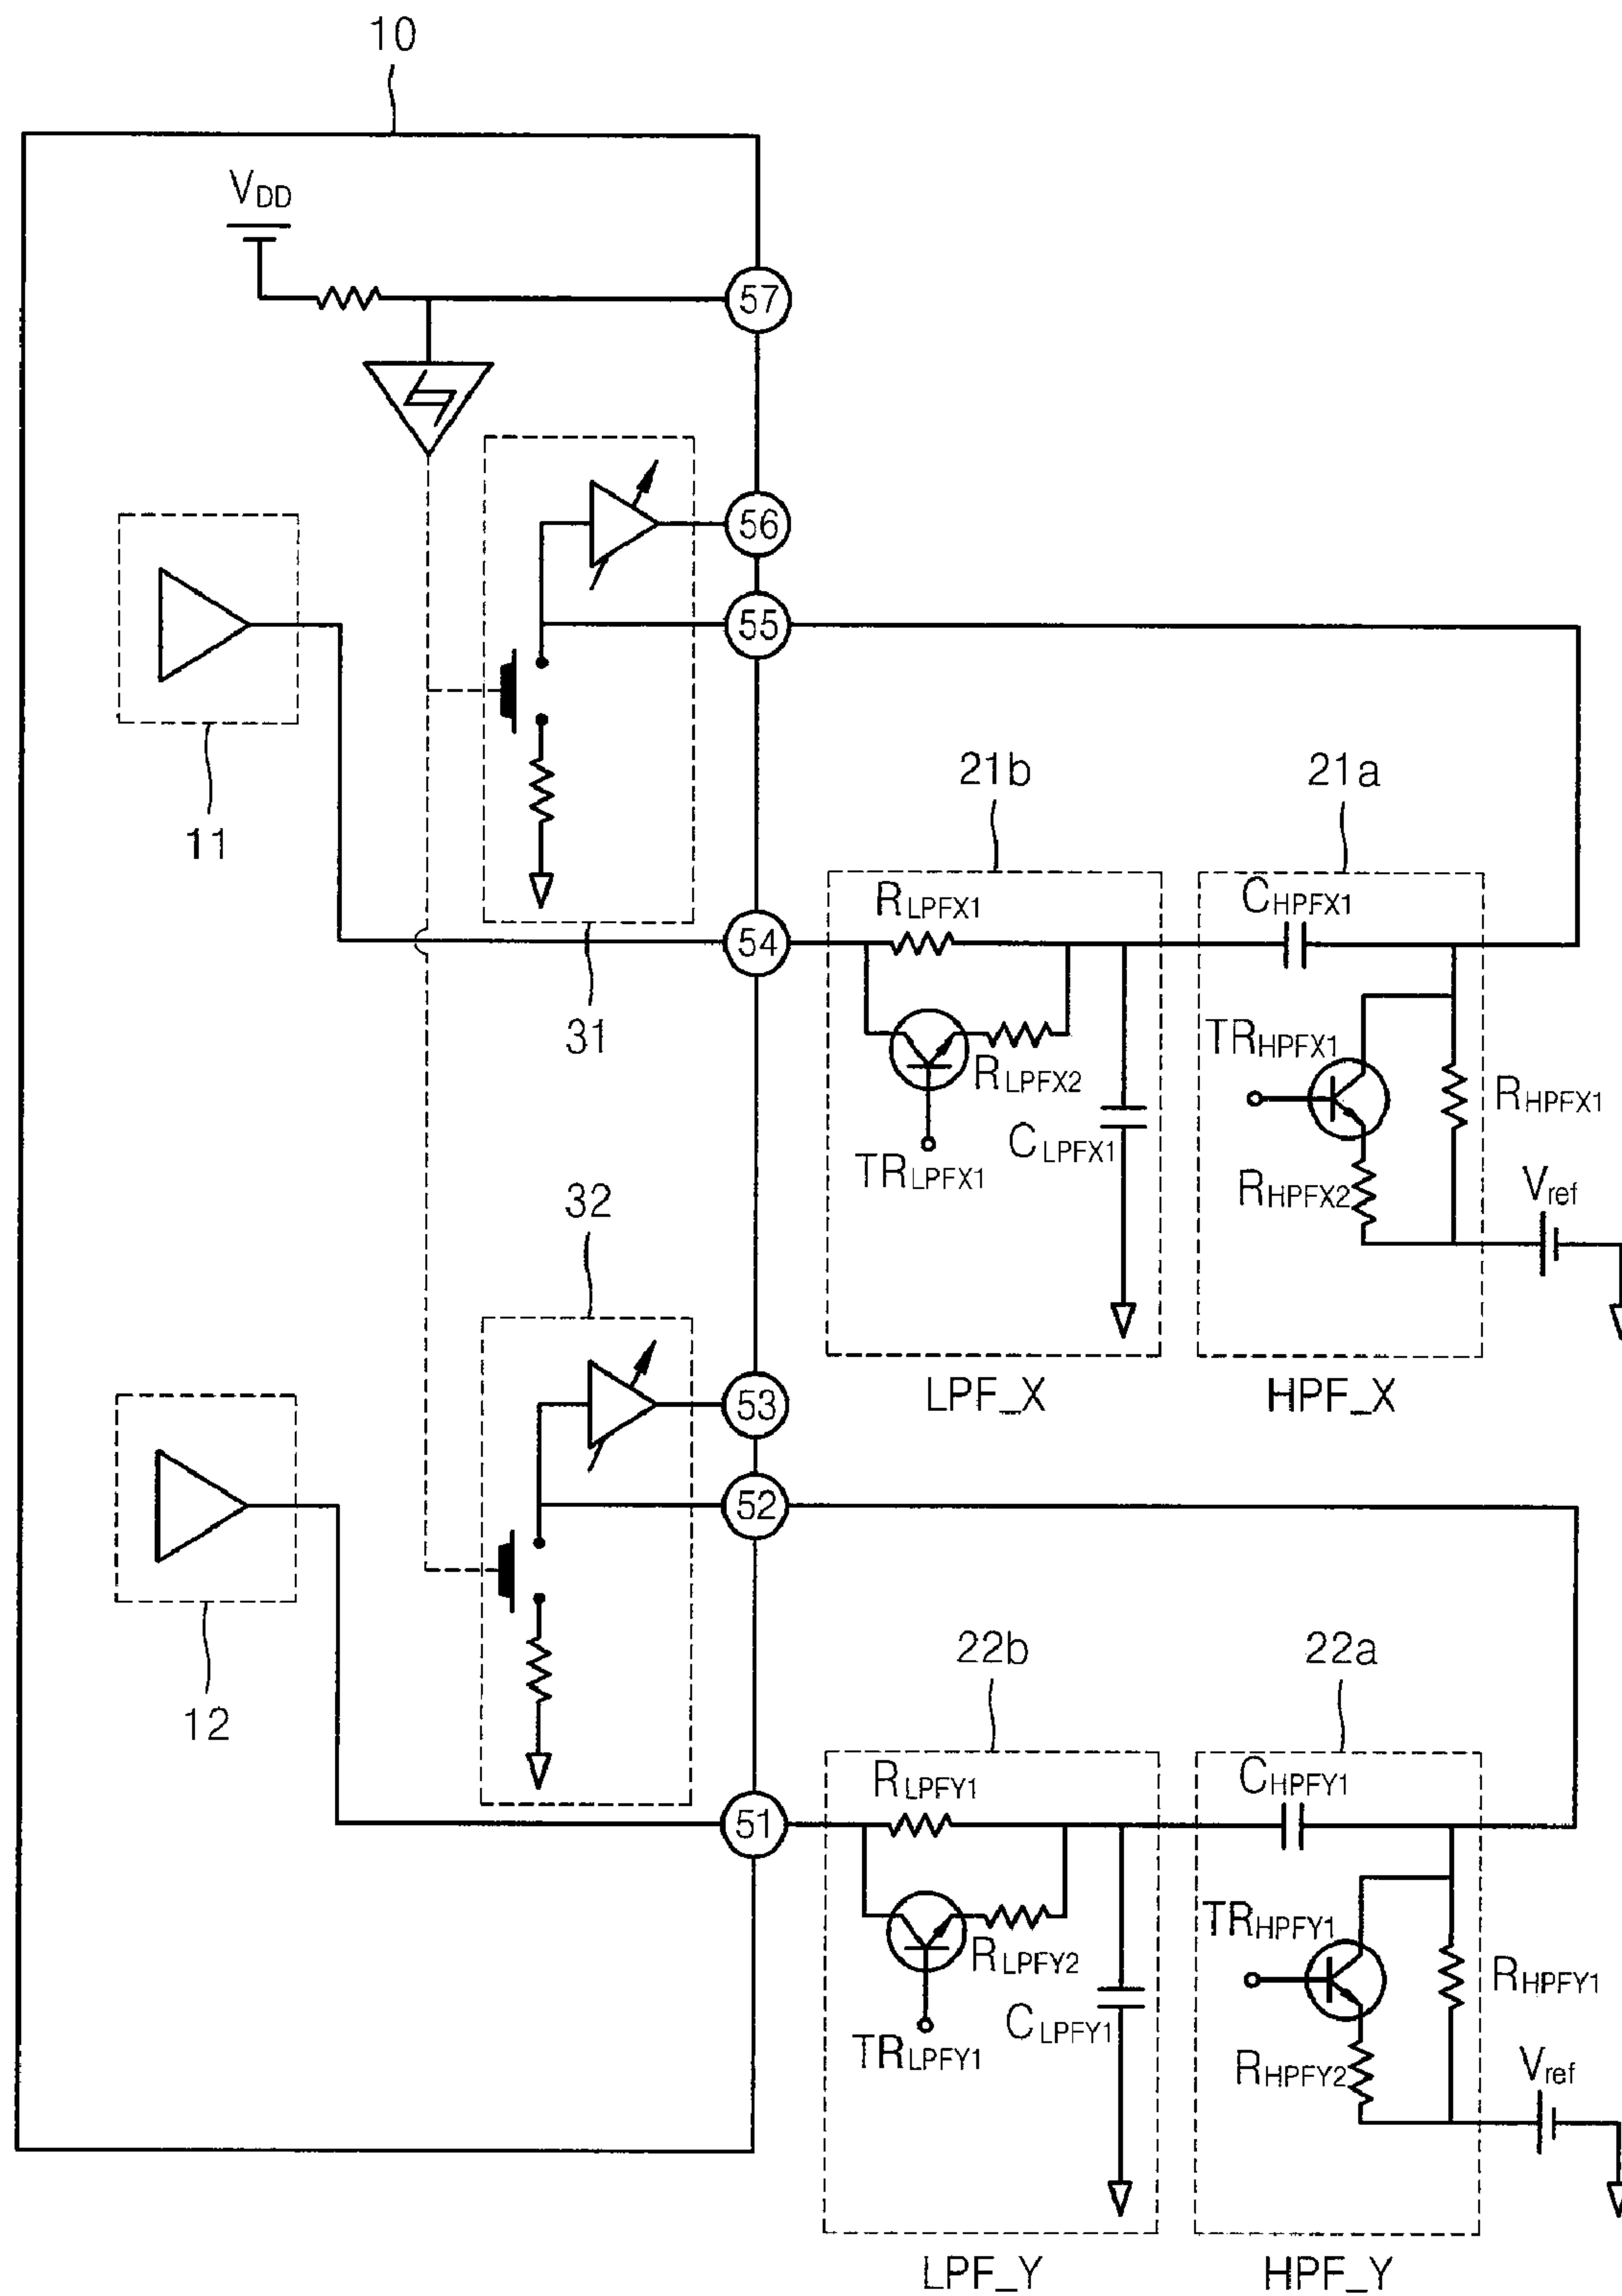 10
VDD
57
56
55
11
31
54
21b
21a
RLPFX1
CHPFX1
TRHPFX1
RLPFX2
RHPFX1
CLPFX1
TRLPFX1
RHPFX2
Vref
LPF_X
HPF_X
32
53
52
12
51
22b
22a
RLPFY1
CHPFY1
TRHPFY1
RLPFY2
RHPFY1
CLPFY1
TRLPFY1
RHPFY2
Vref
LPF_Y
HPF_Y